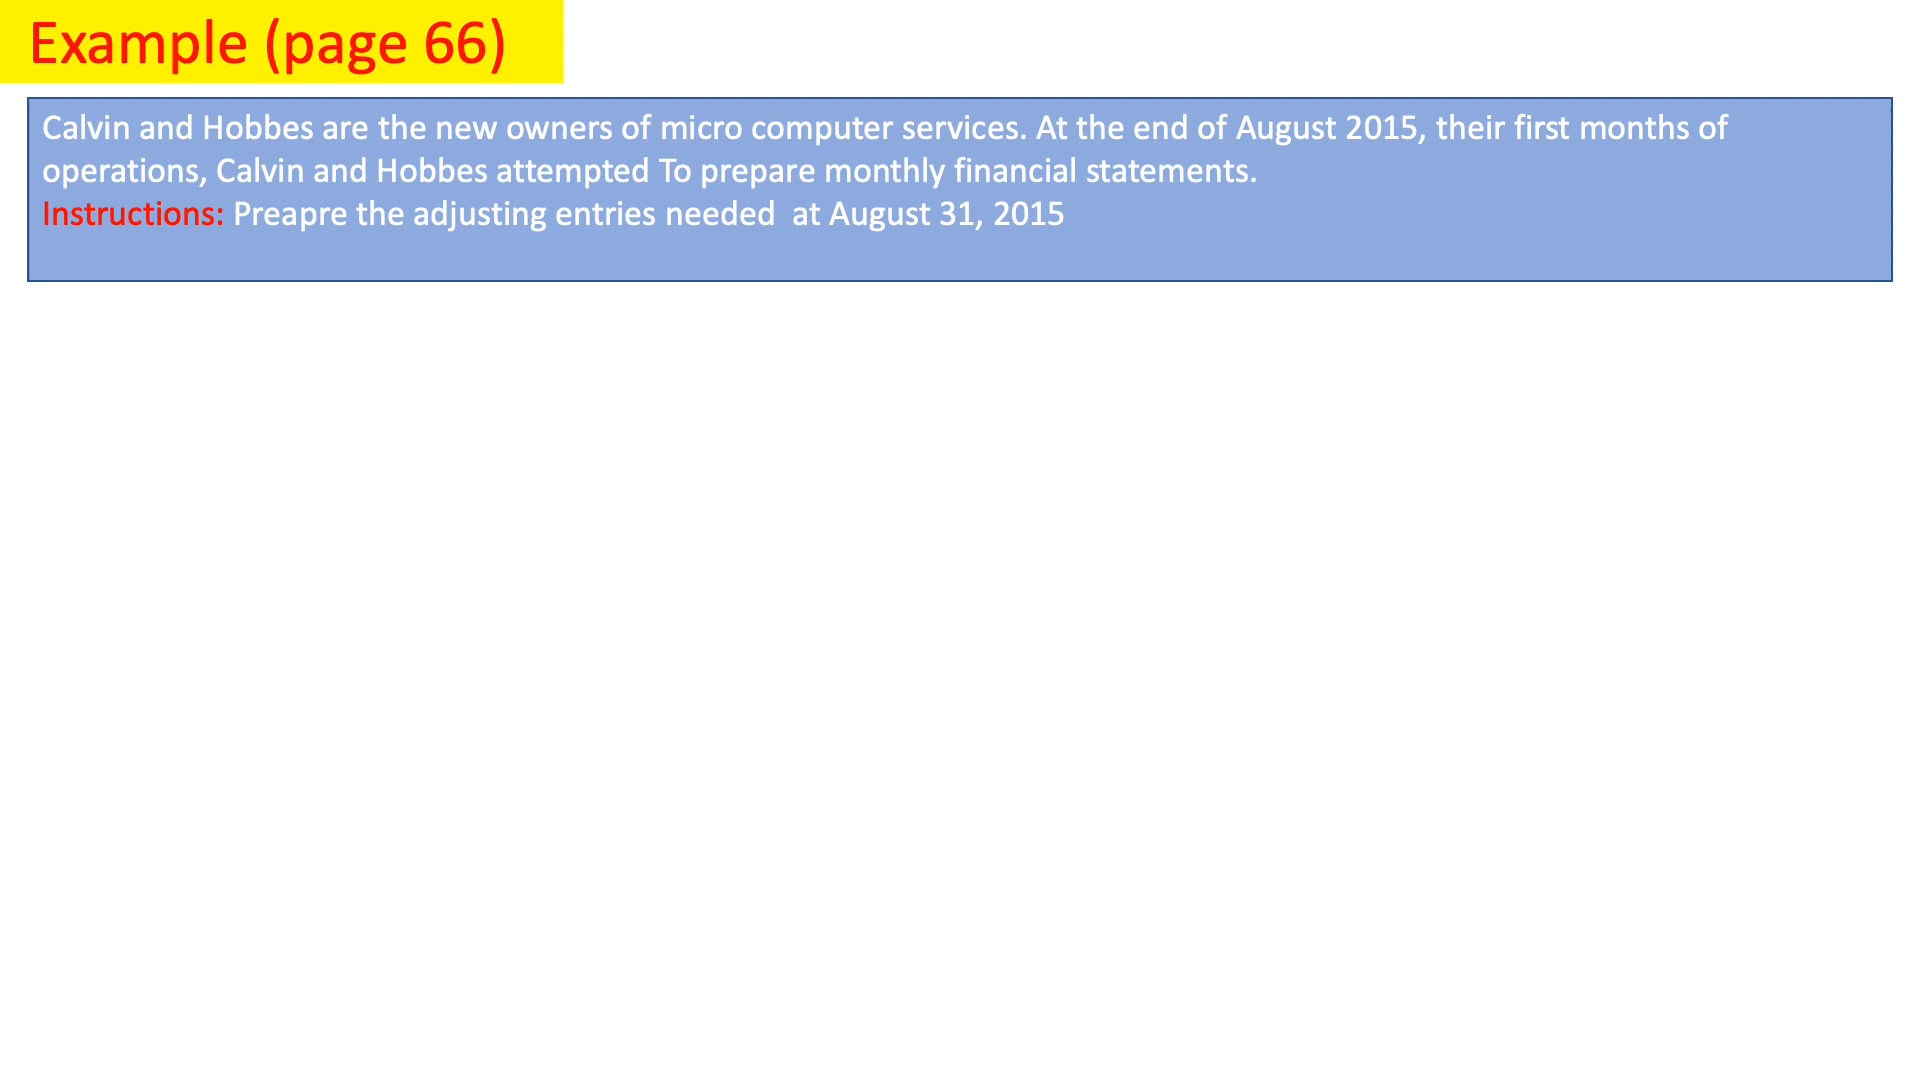 Example (page 66)
Calvin and Hobbes are the new owners of micro computer services. At the end of August 2015, their first months of
operations, Calvin and Hobbes attempted To prepare monthly financial statements.
Instructions: Preapre the adjusting entries needed  at August 31, 2015